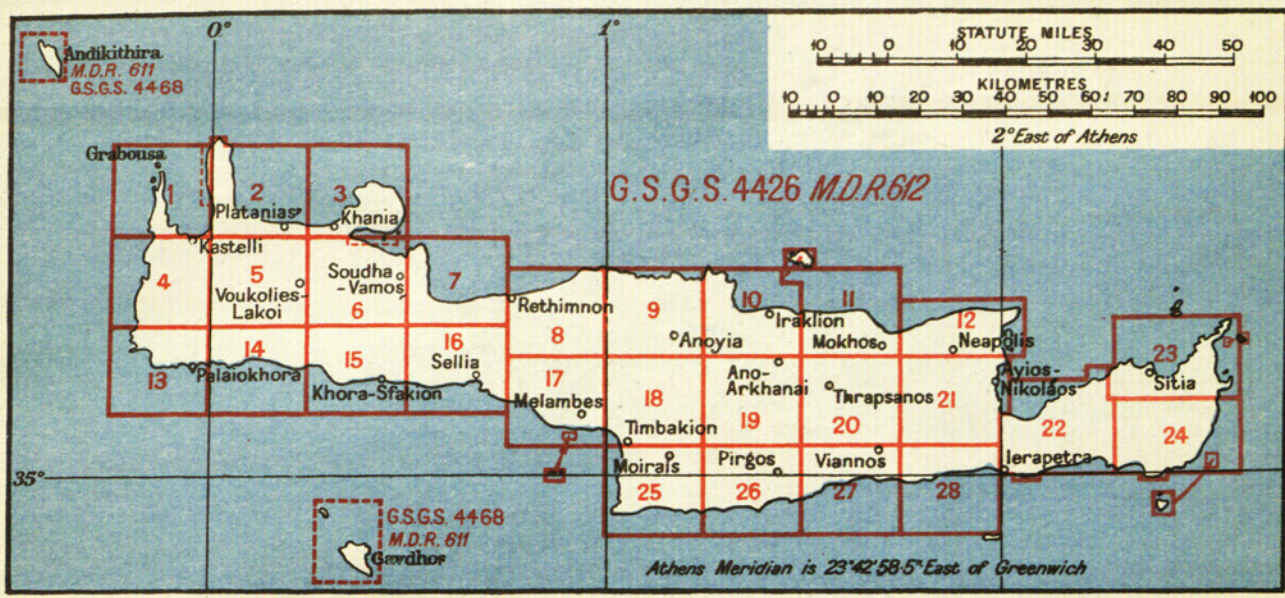 0° 1°
Andikithira
M.D.R. 611
G.S.G.S. 4468
STATUTE MILES
10 0 10 20 30 40 50
KILOMETRES
10 0 10 20 30 40 50 60 70 80 90 100
2° East of Athens
Grabousa
G.S.G.S. 4426 M.D.R. 612
1 2 3
Platanias
Khania
Kastelli
4 5 6 7
Voukolies-
Lakoi
Soudha
-Vamos
Rethimnon
8 9 10 11 12
Anoyia
Iraklion
Mokhos
Neapolis
13 14 15 16
Palaiokhora
Khora-Sfakion
Sellia
17 18 19 20 21
Melambes
Ano-
Arkhanai
Thrapsanos
Ayios-
Nikolaos
23
Sitia
22 24
Timbakion
Moirais
Pirgos
Viannos
Ierapetra
35°
25 26 27 28
G.S.G.S. 4468
M.D.R. 611
Gavdhos
Athens Meridian is 23°42'58·5" East of Greenwich